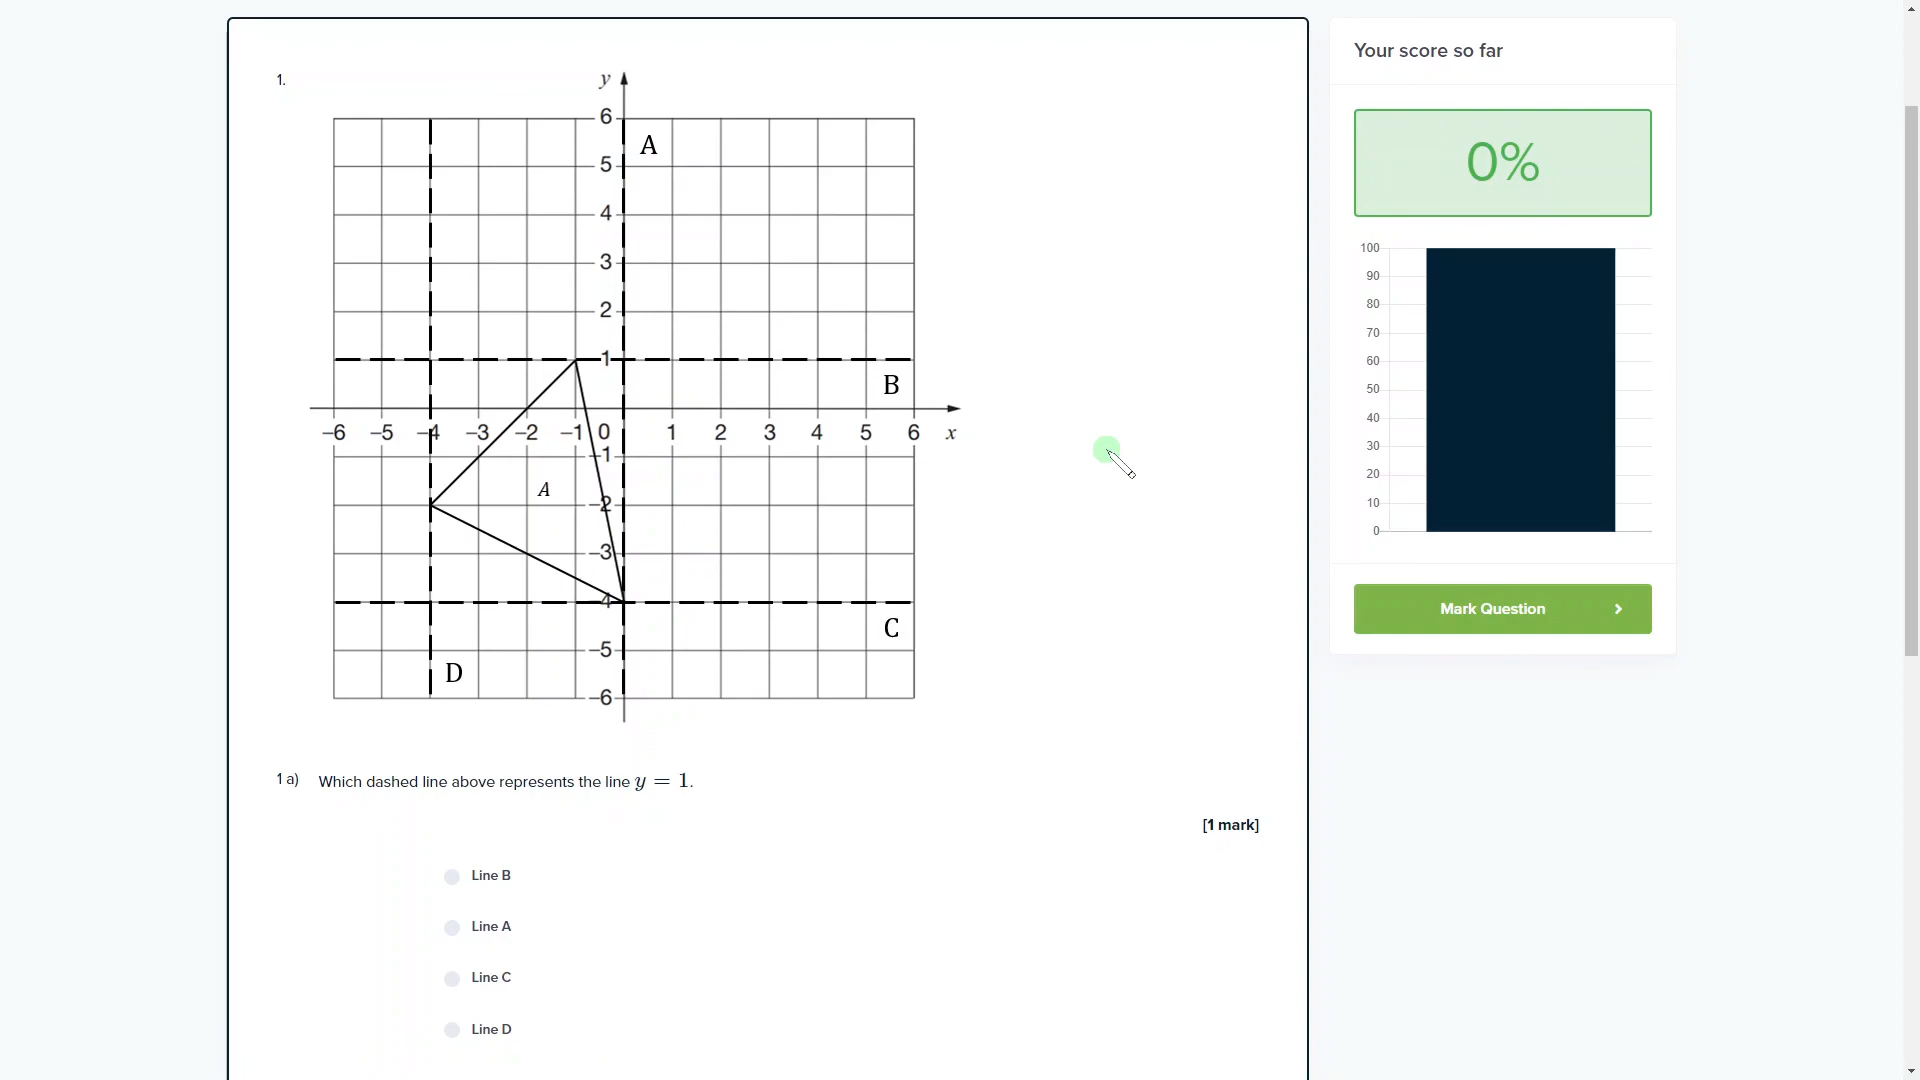 Your score so far
1.
y
6
A
5
0%
4
100
90
3
80
2
70
1
60
B
50
40
–6 –5 –4 –3 –2 –1 0 1 2 3 4 5 6 x
30
–1
20
A
–2
10
0
–3
–4
Mark Question
C
–5
D
–6
1 a) Which dashed line above represents the line y = 1.
[1 mark]
Line B
Line A
Line C
Line D